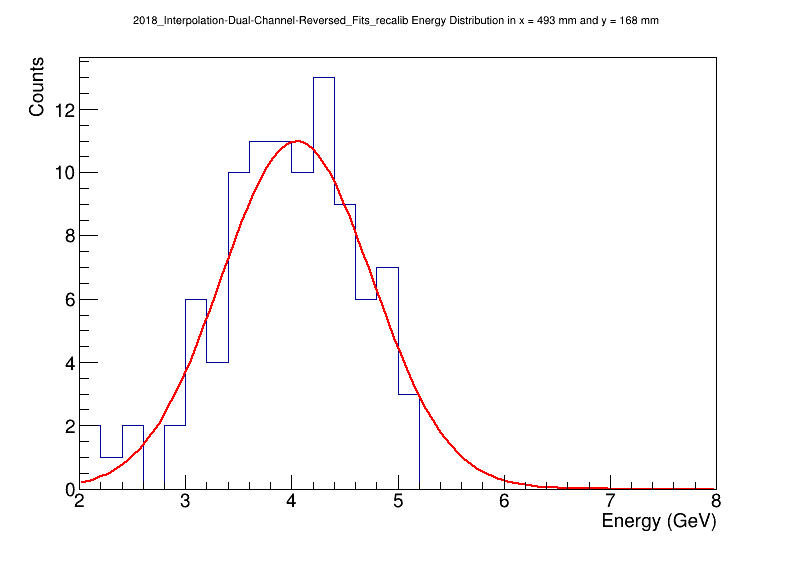 2018_Interpolation-Dual-Channel-Reversed_Fits_recalib Energy Distribution in x = 493 mm and y = 168 mm
Counts
12
10
8
6
4
2
0
2 3 4 5 6 7 8
Energy (GeV)